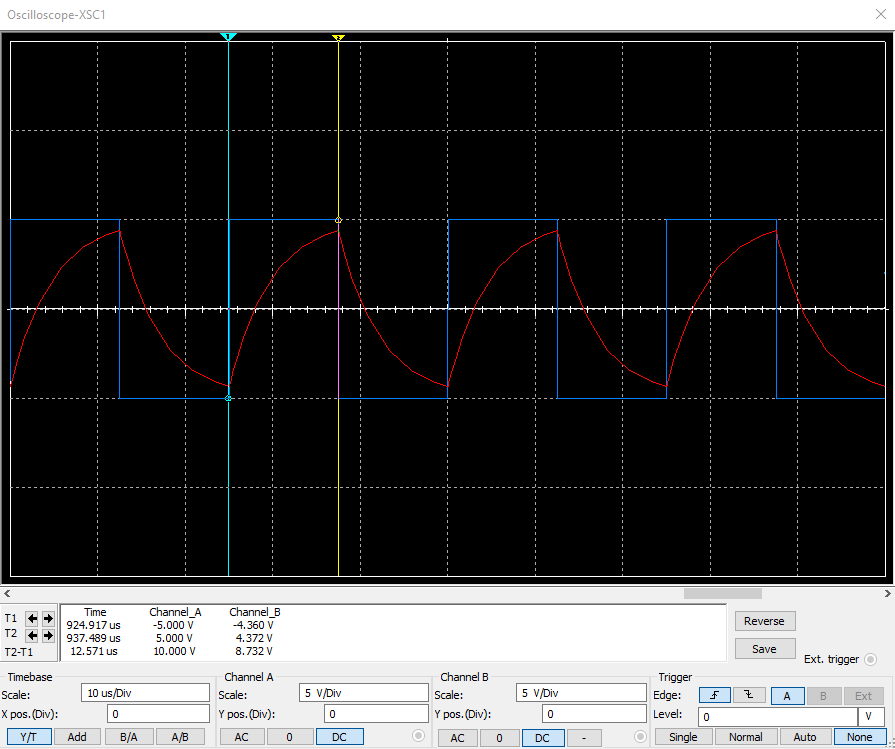 Oscilloscope-XSC1
1
2
T1
T2
T2-T1
Time Channel_A Channel_B
924.917 us -5.000 V -4.360 V
937.489 us 5.000 V 4.372 V
12.571 us 10.000 V 8.732 V
Reverse
Save
Ext. trigger
Timebase
Scale: 10 us/Div
X pos.(Div): 0
Y/T Add B/A A/B
Channel A
Scale: 5 V/Div
Y pos.(Div): 0
AC 0 DC
Channel B
Scale: 5 V/Div
Y pos.(Div): 0
AC 0 DC -
Trigger
Edge: A B Ext
Level: 0 V
Single Normal Auto None